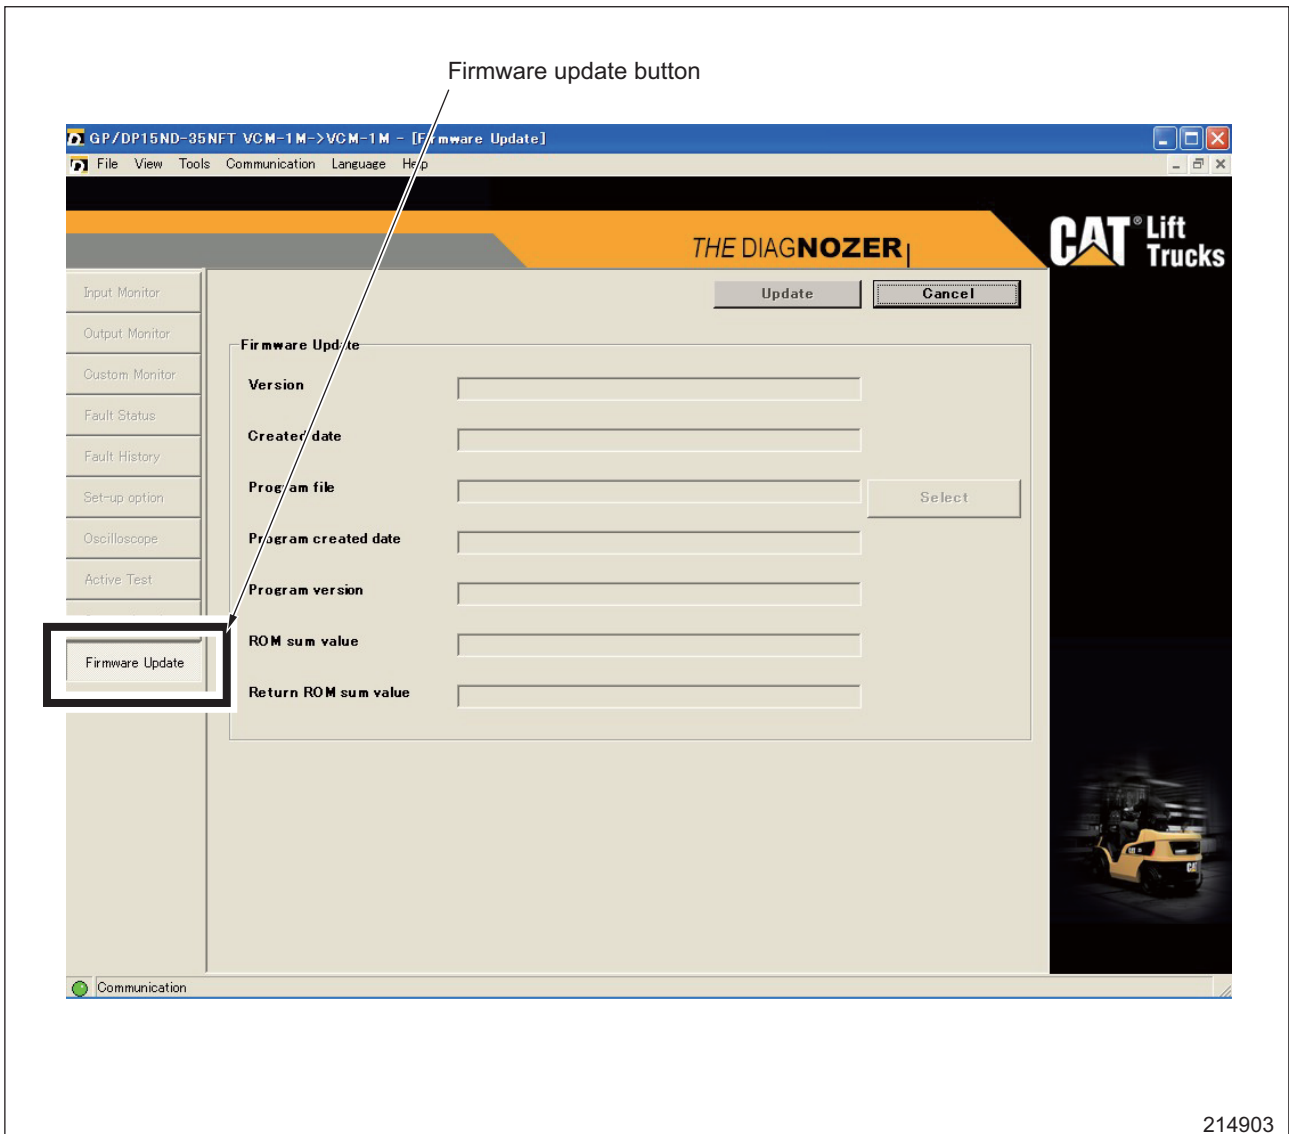 Firmware update button
GP/DP15ND-35NFT VCM-1M->VCM-1M - [Firmware Update]
File View Tools Communication Language Help
THE DIAGNOZER
CAT® Lift Trucks
Input Monitor
Output Monitor
Custom Monitor
Fault Status
Fault History
Set-up option
Oscilloscope
Active Test
Firmware Update
Update
Cancel
Firmware Update
Version
Created date
Program file
Select
Program created date
Program version
ROM sum value
Return ROM sum value
Communication
214903